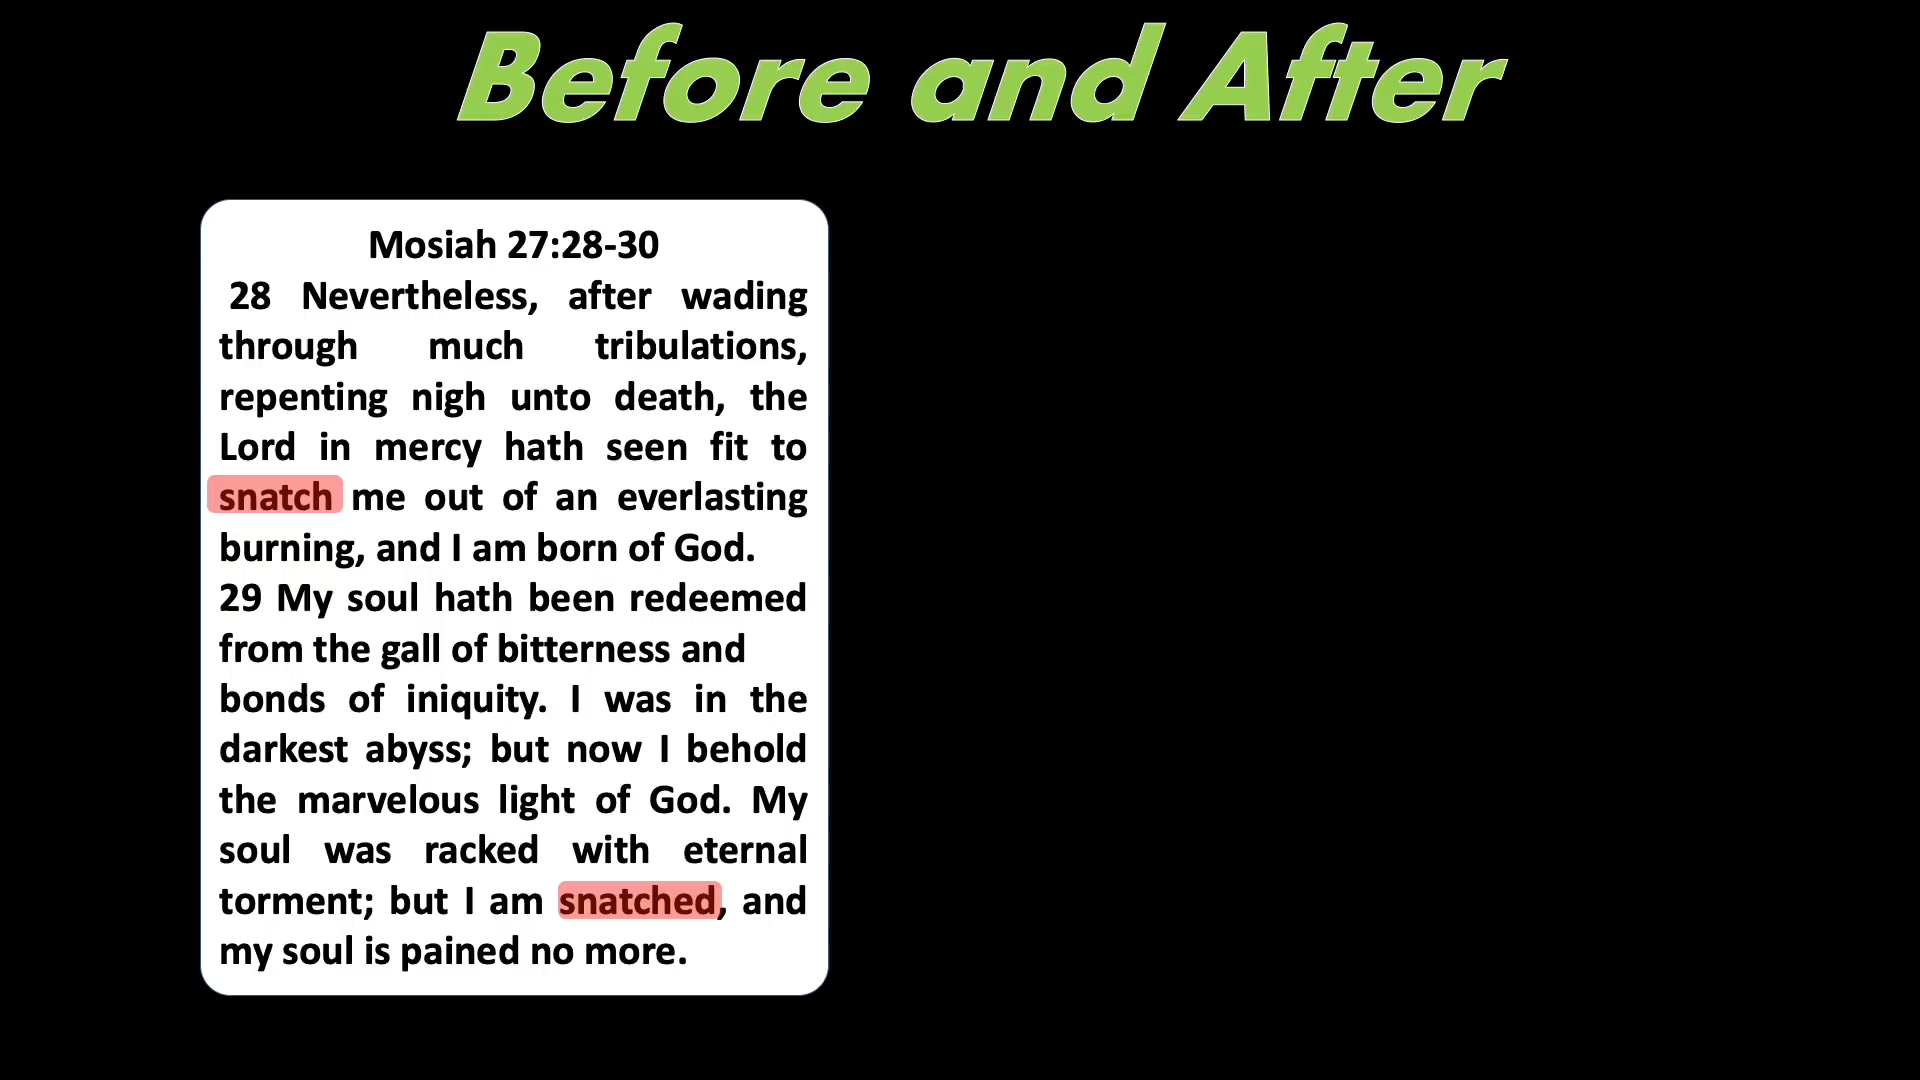 Before and After
Mosiah 27:28-30
28 Nevertheless, after wading
through much tribulations,
repenting nigh unto death, the
Lord in mercy hath seen fit to
snatch me out of an everlasting
burning, and I am born of God.
29 My soul hath been redeemed
from the gall of bitterness and
bonds of iniquity. I was in the
darkest abyss; but now I behold
the marvelous light of God. My
soul was racked with eternal
torment; but I am snatched, and
my soul is pained no more.